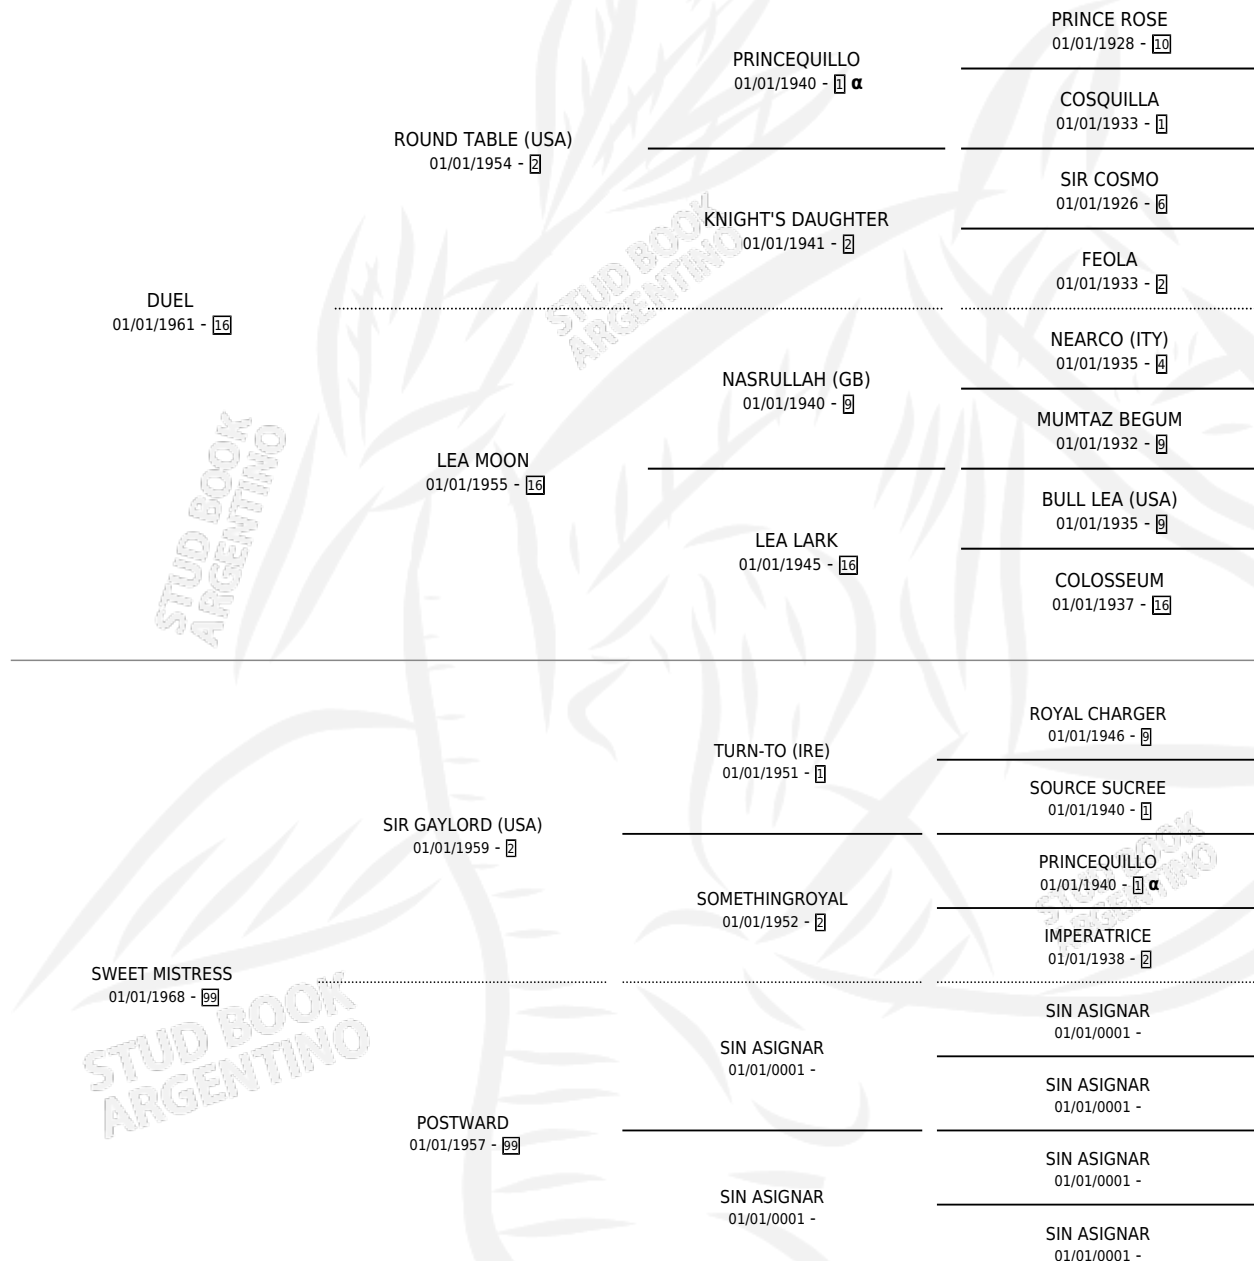 PRINCE ROSE
01/01/1928 - 10
PRINCEQUILLO
01/01/1940 - 1 α
COSQUILLA
01/01/1933 - 1
ROUND TABLE (USA)
01/01/1954 - 2
SIR COSMO
01/01/1926 - 6
KNIGHT'S DAUGHTER
01/01/1941 - 2
FEOLA
01/01/1933 - 2
DUEL
01/01/1961 - 16
NEARCO (ITY)
01/01/1935 - 4
NASRULLAH (GB)
01/01/1940 - 9
MUMTAZ BEGUM
01/01/1932 - 9
LEA MOON
01/01/1955 - 16
BULL LEA (USA)
01/01/1935 - 9
LEA LARK
01/01/1945 - 16
COLOSSEUM
01/01/1937 - 16
ROYAL CHARGER
01/01/1946 - 9
TURN-TO (IRE)
01/01/1951 - 1
SOURCE SUCREE
01/01/1940 - 1
SIR GAYLORD (USA)
01/01/1959 - 2
PRINCEQUILLO
01/01/1940 - 1 α
SOMETHINGROYAL
01/01/1952 - 2
IMPERATRICE
01/01/1938 - 2
SWEET MISTRESS
01/01/1968 - 99
SIN ASIGNAR
01/01/0001 -
SIN ASIGNAR
01/01/0001 -
SIN ASIGNAR
01/01/0001 -
POSTWARD
01/01/1957 - 99
SIN ASIGNAR
01/01/0001 -
SIN ASIGNAR
01/01/0001 -
SIN ASIGNAR
01/01/0001 -
STUD BOOK
ARGENTINO
STUD BOOK
ARGENTINO
STUD BOOK
ARGENTINO
STUD BOOK
ARGENTINO